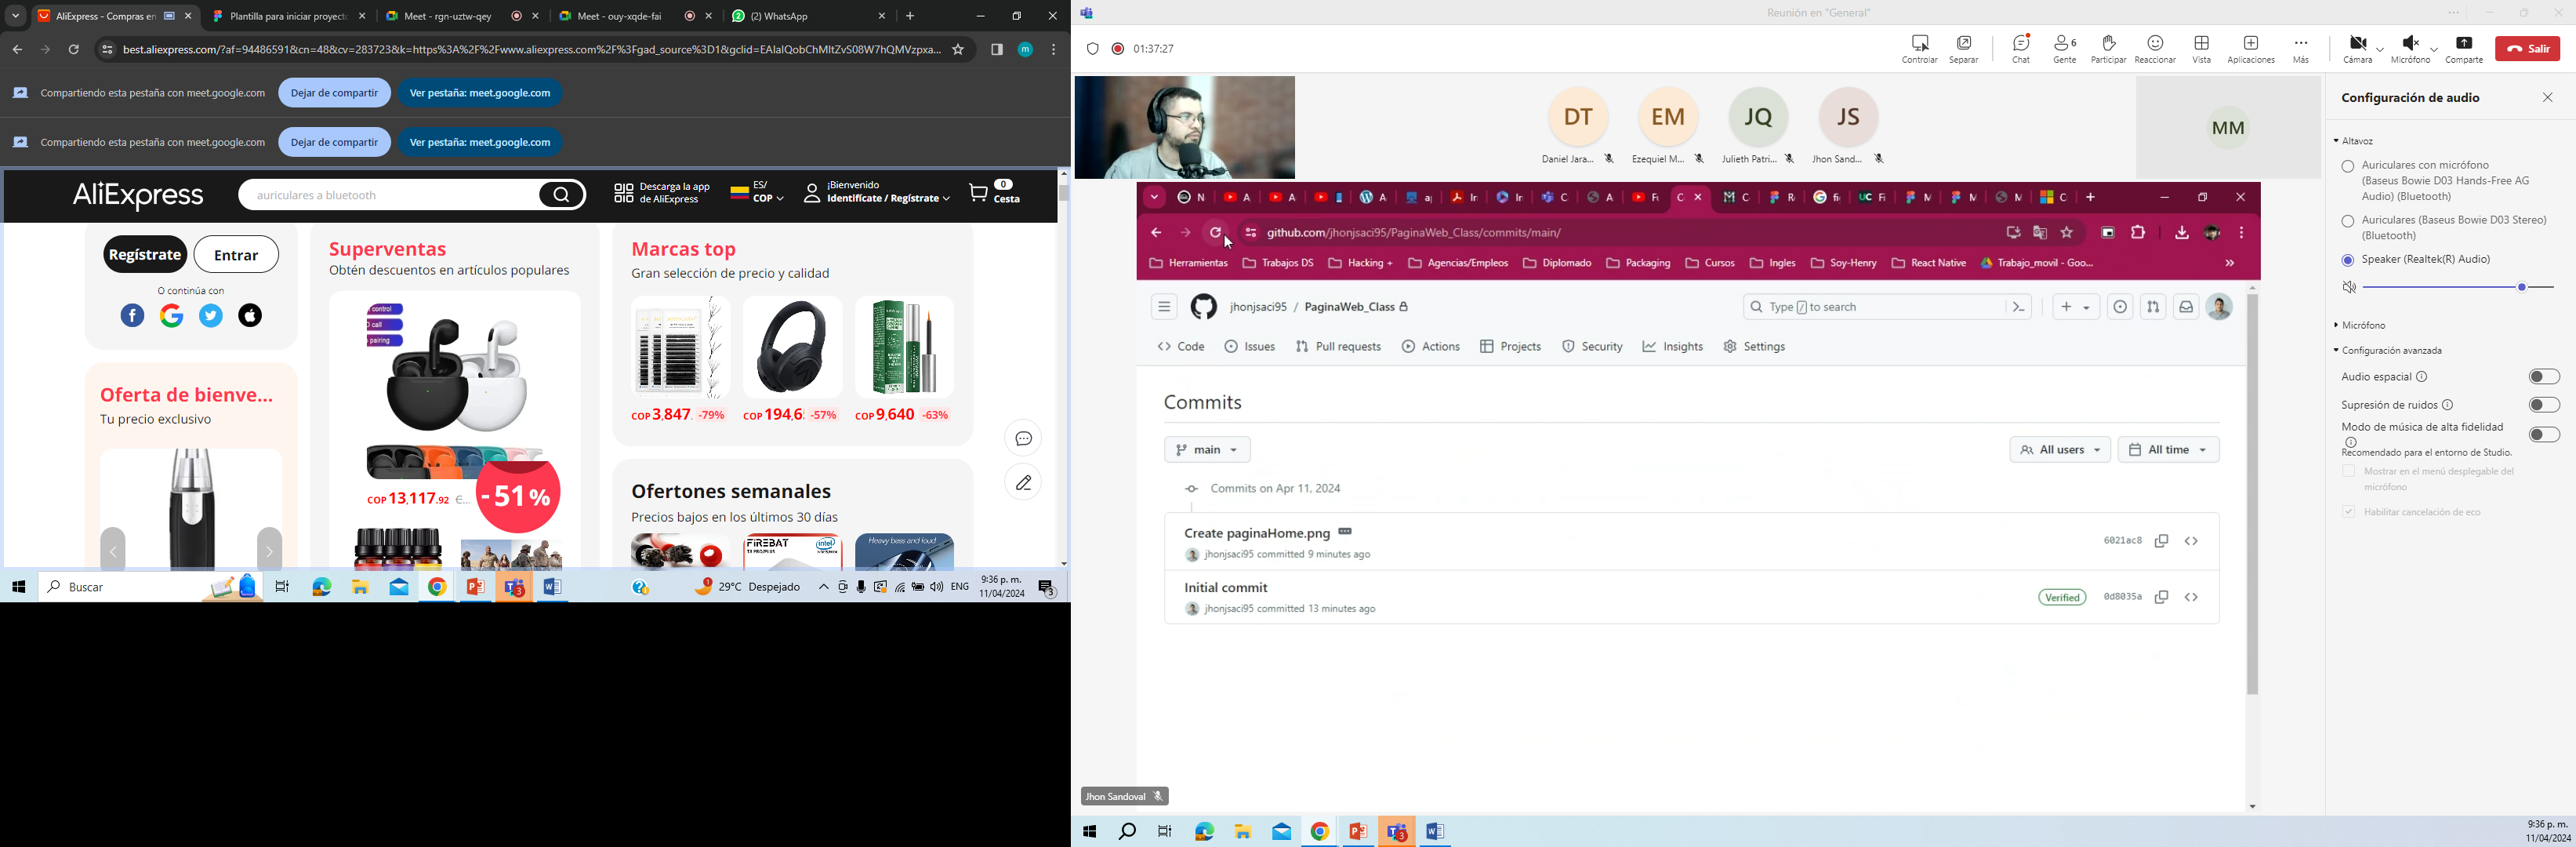 AliExpress - Compras en
Plantilla para iniciar proyecto
Meet - rgn-uztw-qey
Meet - ouy-xqde-fai
(2) WhatsApp
best.aliexpress.com/?af=94486591&cn=48&cv=283723&k=https%3A%2F%2Fwww.aliexpress.com%2F%3Fgad_source%3D1&gclid=EAIaIQobChMItZvS08W7hQMVzpxa...
Compartiendo esta pestaña con meet.google.com
Dejar de compartir
Ver pestaña: meet.google.com
Compartiendo esta pestaña con meet.google.com
Dejar de compartir
Ver pestaña: meet.google.com
AliExpress
auriculares a bluetooth
Descarga la app
de AliExpress
ES/
COP
¡Bienvenido
Identifícate / Regístrate
0
Cesta
Regístrate
Entrar
O continúa con
Oferta de bienve...
Tu precio exclusivo
Superventas
Obtén descuentos en artículos populares
control
call
pairing
COP 13,117.92
-51%
Marcas top
Gran selección de precio y calidad
COP 3,847. -79%
COP 194,6 -57%
COP 9,640 -63%
Ofertones semanales
Precios bajos en los últimos 30 días
FIREBAT
intel
Heavy bass and loud
Buscar
29°C Despejado
ENG
9:36 p. m.
11/04/2024
3
Reunión en "General"
01:37:27
Controlar
Separar
Chat
6
Gente
Participar
Reaccionar
Vista
Aplicaciones
Más
Cámara
Micrófono
Comparte
Salir
DT
Daniel Jara...
EM
Ezequiel M...
JQ
Julieth Patri...
JS
Jhon Sand...
MM
github.com/jhonjsaci95/PaginaWeb_Class/commits/main/
Herramientas
Trabajos DS
Hacking +
Agencias/Empleos
Diplomado
Packaging
Cursos
Ingles
Soy-Henry
React Native
Trabajo_movil - Goo...
»
jhonjsaci95 / PaginaWeb_Class
Type / to search
Code
Issues
Pull requests
Actions
Projects
Security
Insights
Settings
Commits
main
All users
All time
Commits on Apr 11, 2024
Create paginaHome.png
jhonjsaci95 committed 9 minutes ago
6021ac8
Initial commit
jhonjsaci95 committed 13 minutes ago
Verified
0d8035a
Jhon Sandoval
Configuración de audio
Altavoz
Auriculares con micrófono
(Baseus Bowie D03 Hands-Free AG
Audio) (Bluetooth)
Auriculares (Baseus Bowie D03 Stereo)
(Bluetooth)
Speaker (Realtek(R) Audio)
Micrófono
Configuración avanzada
Audio espacial
Supresión de ruidos
Modo de música de alta fidelidad
Recomendado para el entorno de Studio.
Mostrar en el menú desplegable del
micrófono
Habilitar cancelación de eco
9:36 p. m.
11/04/2024